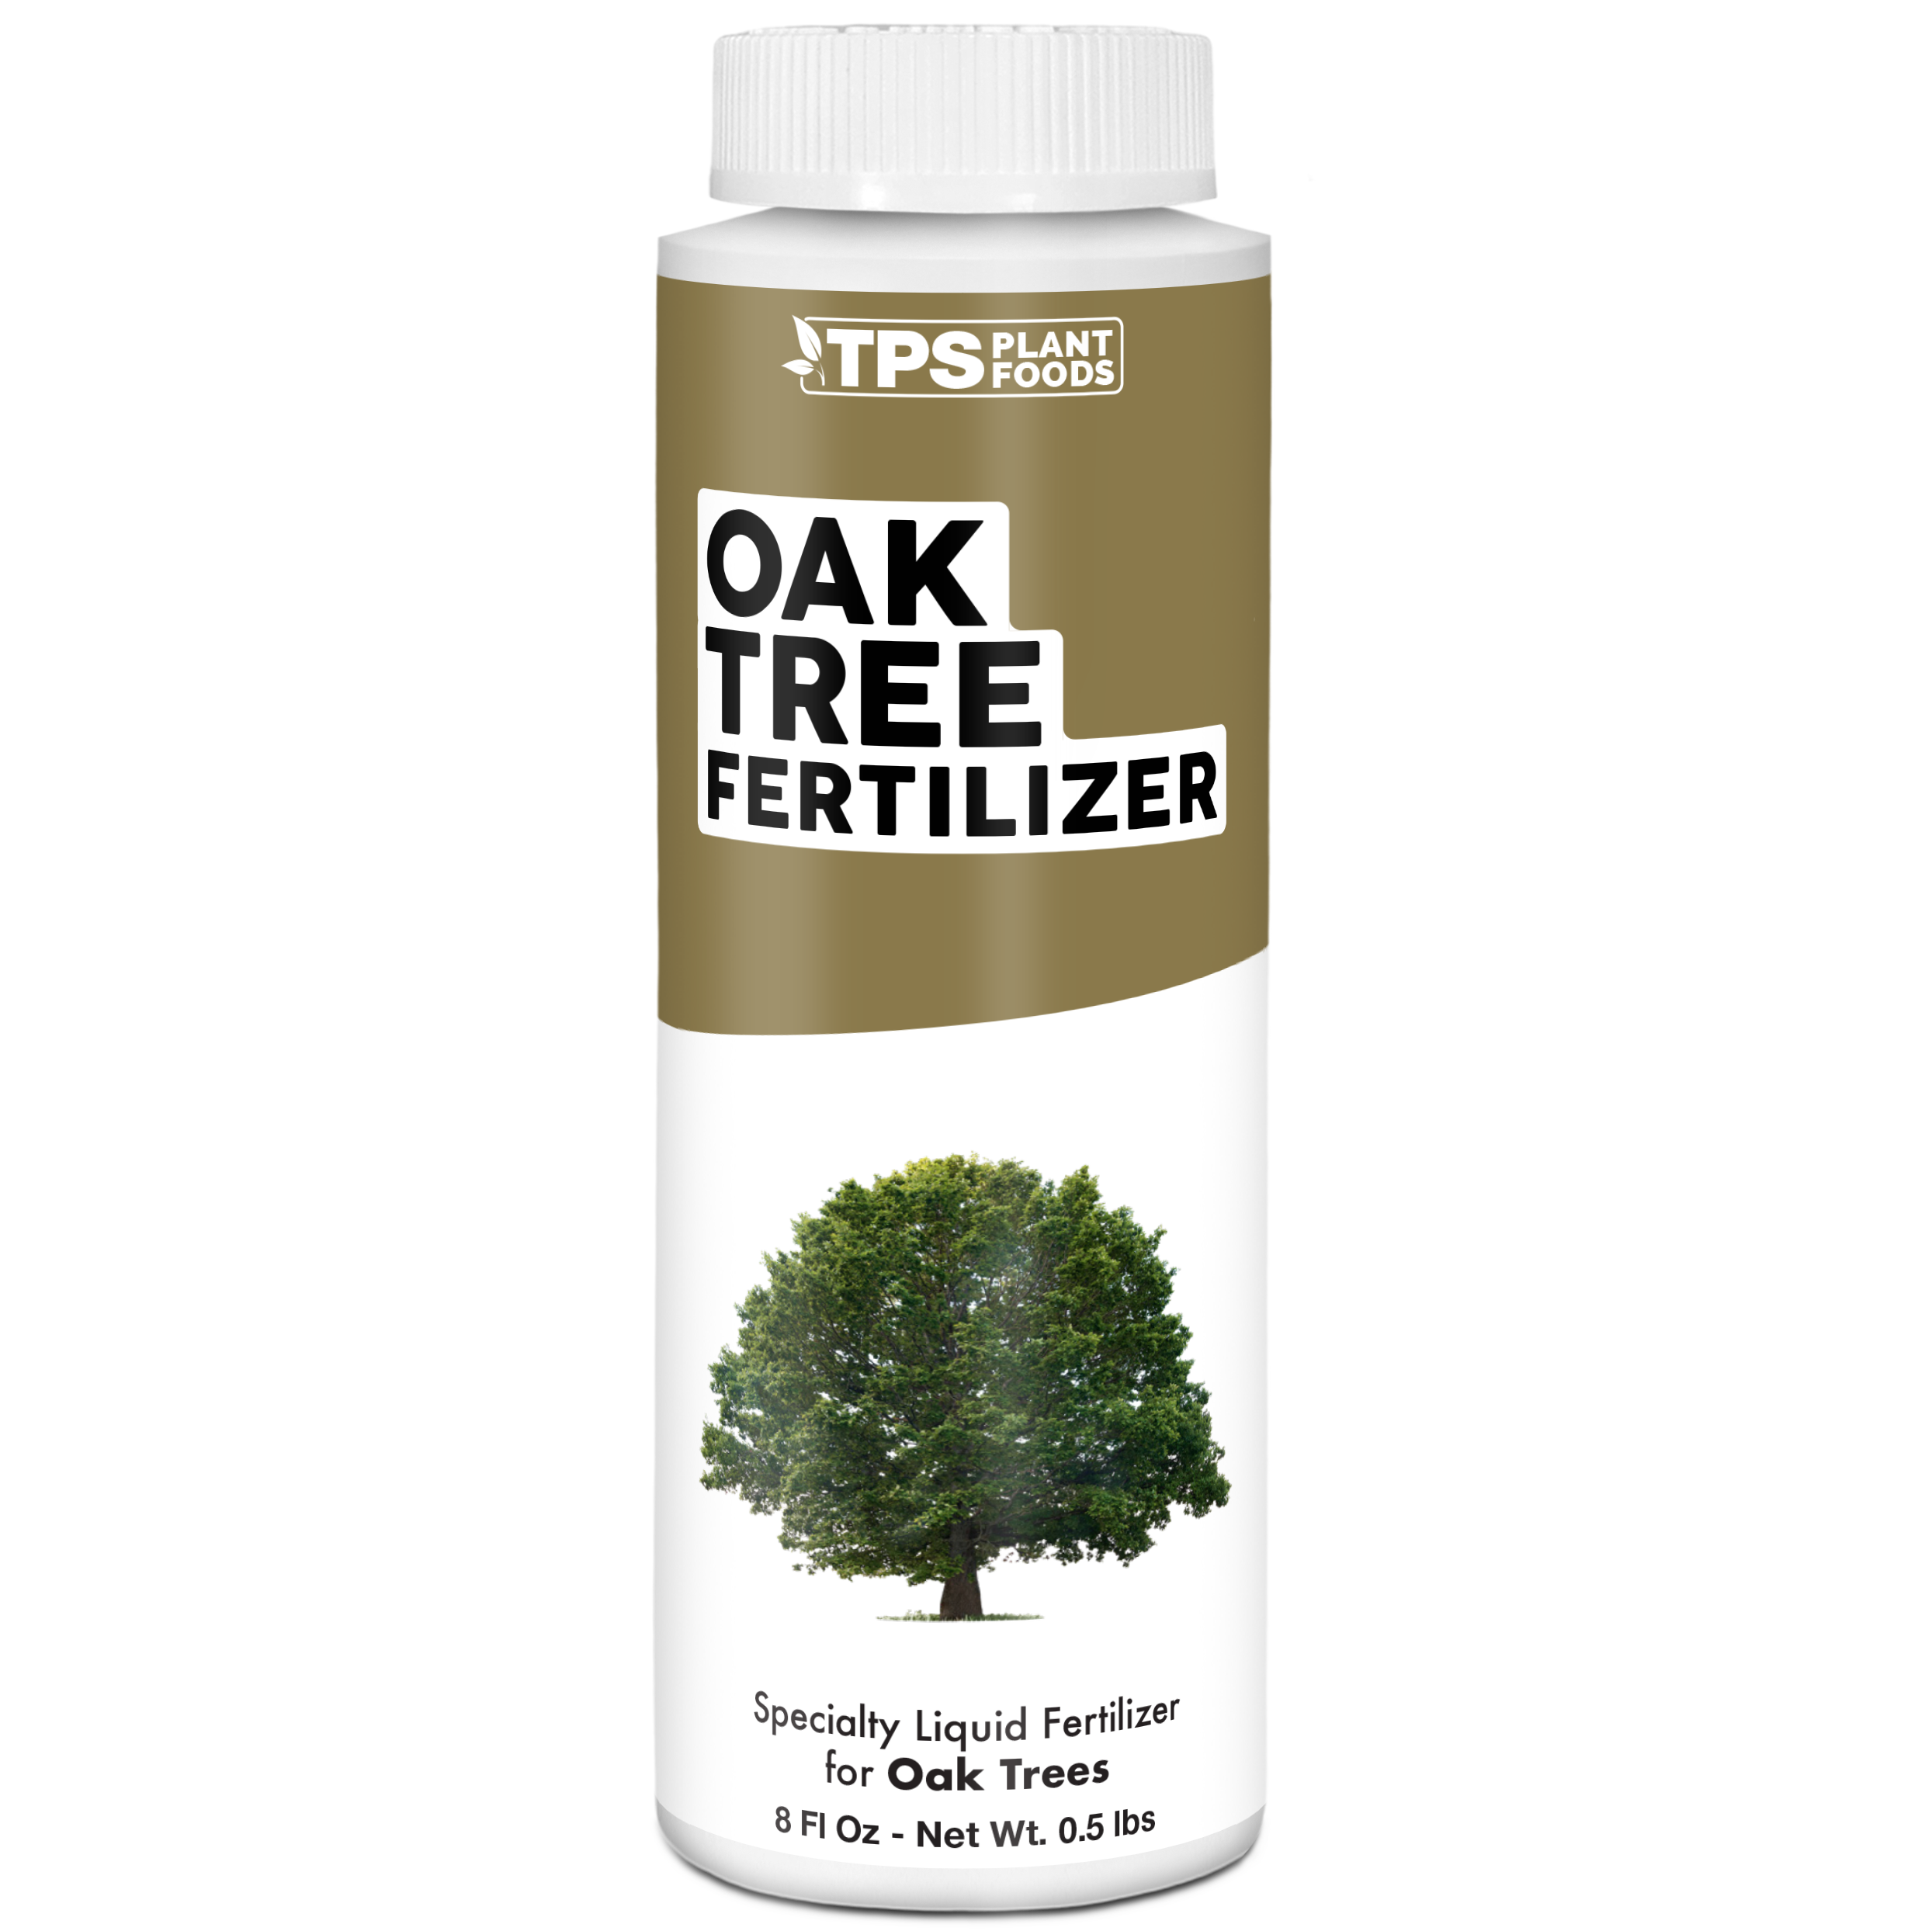 TPS PLANT FOODS
OAK
TREE
FERTILIZER
Specialty Liquid Fertilizer
for Oak Trees
8 Fl Oz - Net Wt. 0.5 lbs